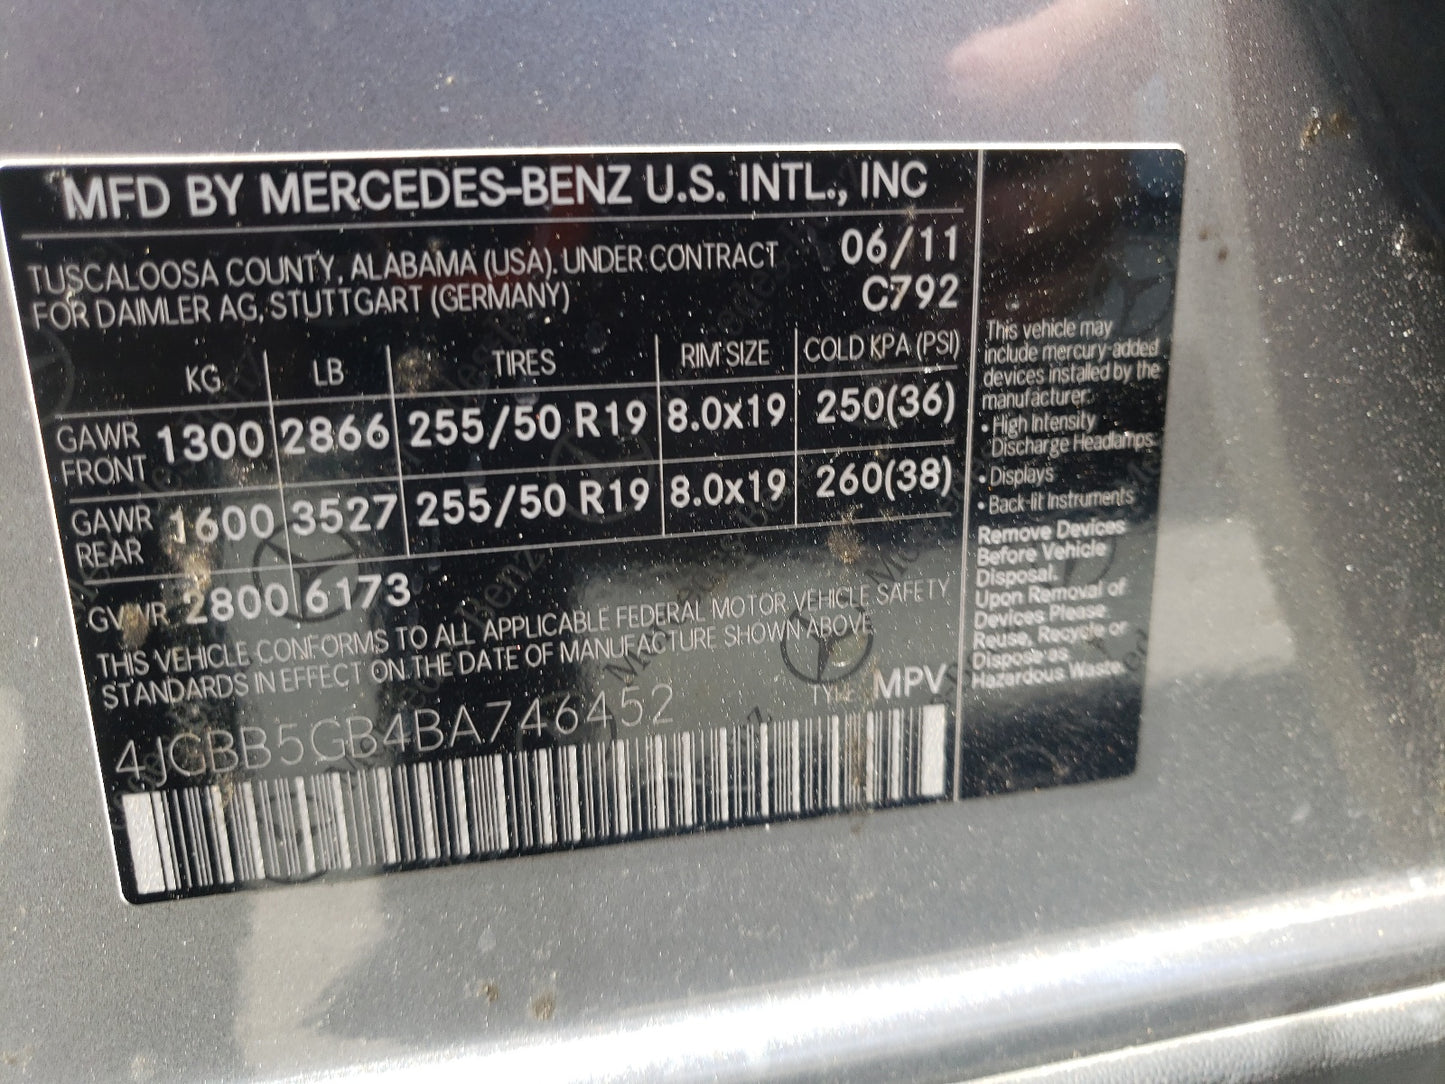 MFD BY MERCEDES-BENZ U.S. INTL., INC
TUSCALOOSA COUNTY, ALABAMA (USA). UNDER CONTRACT 06/11
FOR DAIMLER AG, STUTTGART (GERMANY) C792
KG LB TIRES RIM SIZE COLD KPA (PSI)
GAWR FRONT 1300 2866 255/50 R19 8.0x19 250(36)
GAWR REAR 1600 3527 255/50 R19 8.0x19 260(38)
GVWR 2800 6173
THIS VEHICLE CONFORMS TO ALL APPLICABLE FEDERAL MOTOR VEHICLE SAFETY
STANDARDS IN EFFECT ON THE DATE OF MANUFACTURE SHOWN ABOVE
4JGBB5GB4BA746452 TYPE MPV
This vehicle may
include mercury-added
devices installed by the
manufacturer:
• High Intensity
Discharge Headlamps
• Displays
• Back-lit Instruments
Remove Devices
Before Vehicle
Disposal.
Upon Removal of
Devices Please
Reuse, Recycle or
Dispose as
Hazardous Waste.